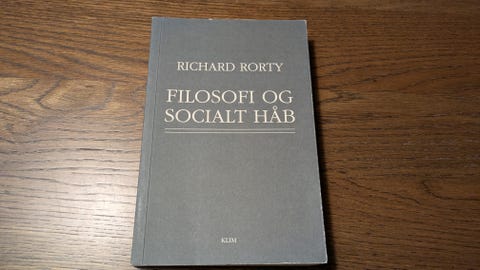 RICHARD RORTY
FILOSOFI OG
SOCIALT HÅB
KLIM